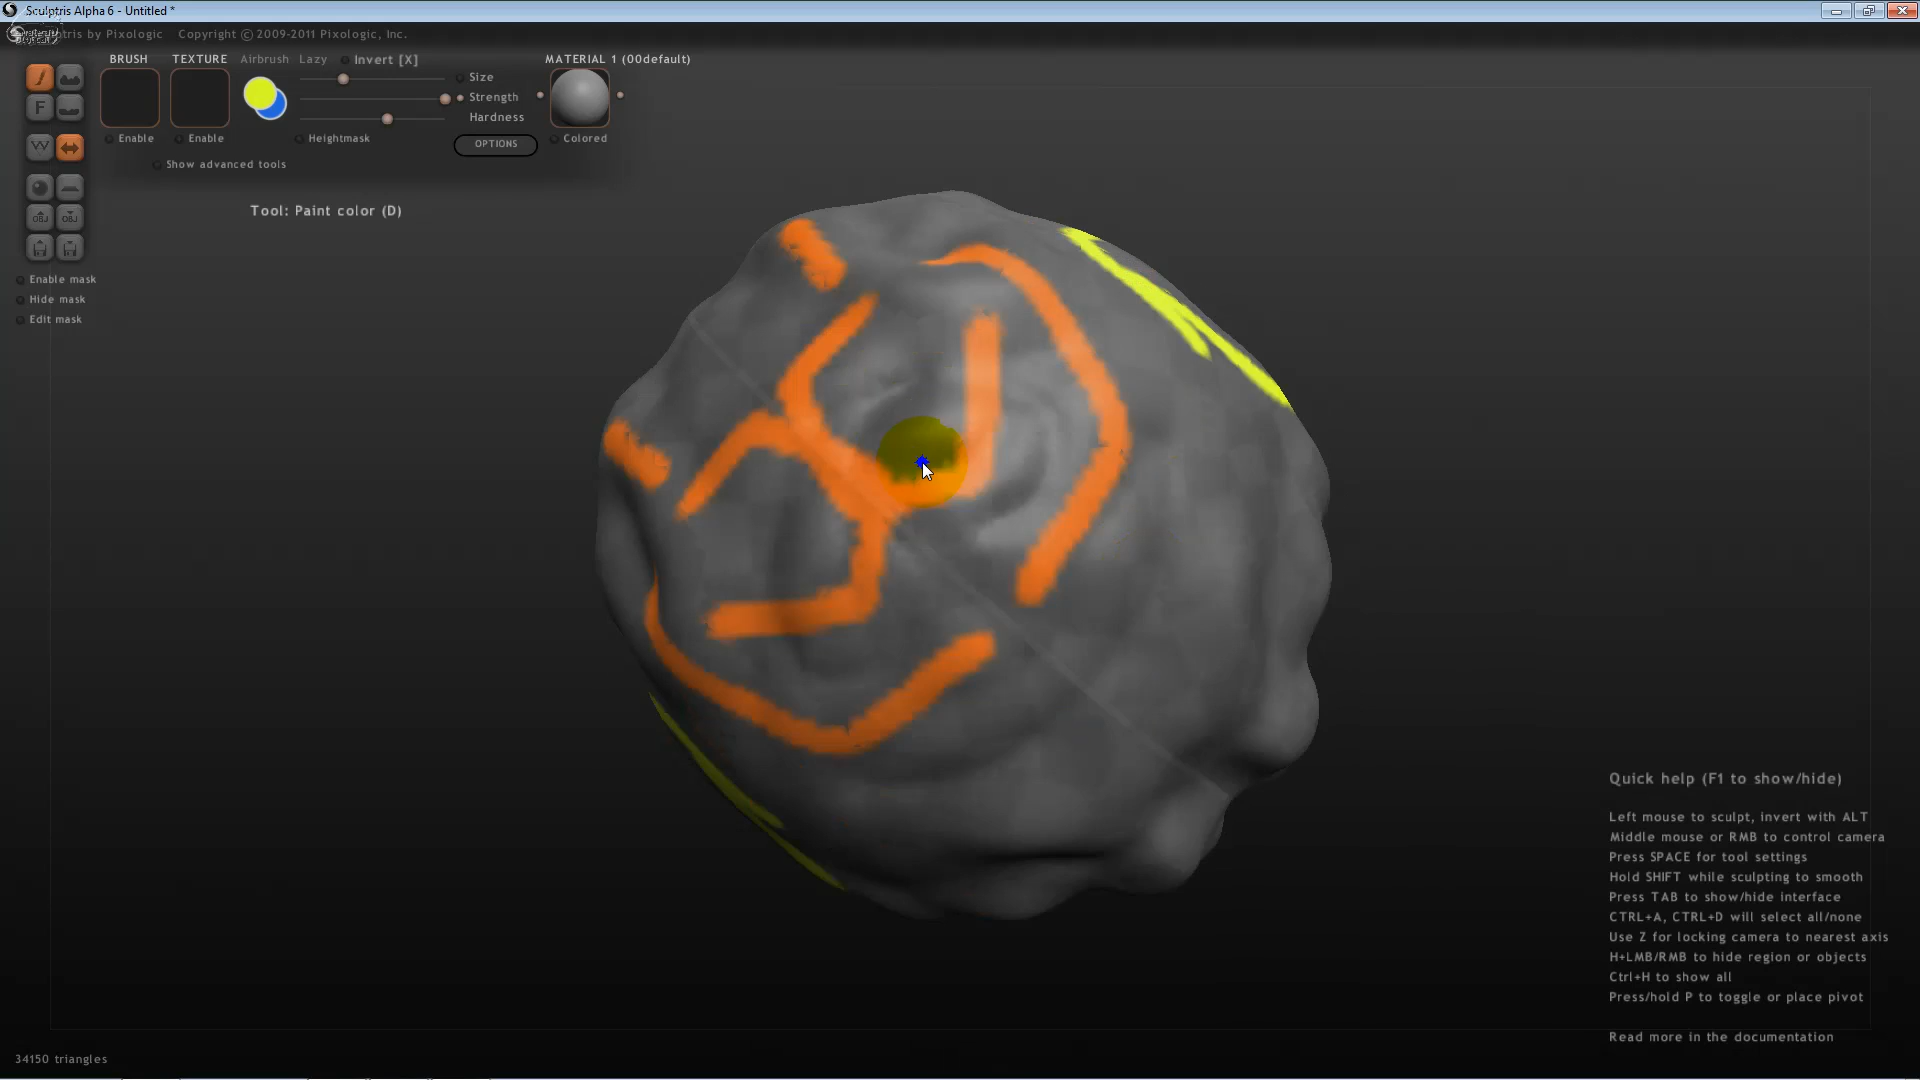 Sculptris Alpha 6 - Untitled *
tris by Pixologic Copyright © 2009-2011 Pixologic, Inc.
BRUSH TEXTURE Airbrush Lazy Invert [X] MATERIAL 1 (00default)
Size
Strength
Hardness
Enable Enable Heightmask OPTIONS Colored
Show advanced tools
F
OBJ OBJ
Tool: Paint color (D)
Enable mask
Hide mask
Edit mask
Quick help (F1 to show/hide)
Left mouse to sculpt, invert with ALT
Middle mouse or RMB to control camera
Press SPACE for tool settings
Hold SHIFT while sculpting to smooth
Press TAB to show/hide interface
CTRL+A, CTRL+D will select all/none
Use Z for locking camera to nearest axis
H+LMB/RMB to hide region or objects
Ctrl+H to show all
Press/hold P to toggle or place pivot
Read more in the documentation
34150 triangles